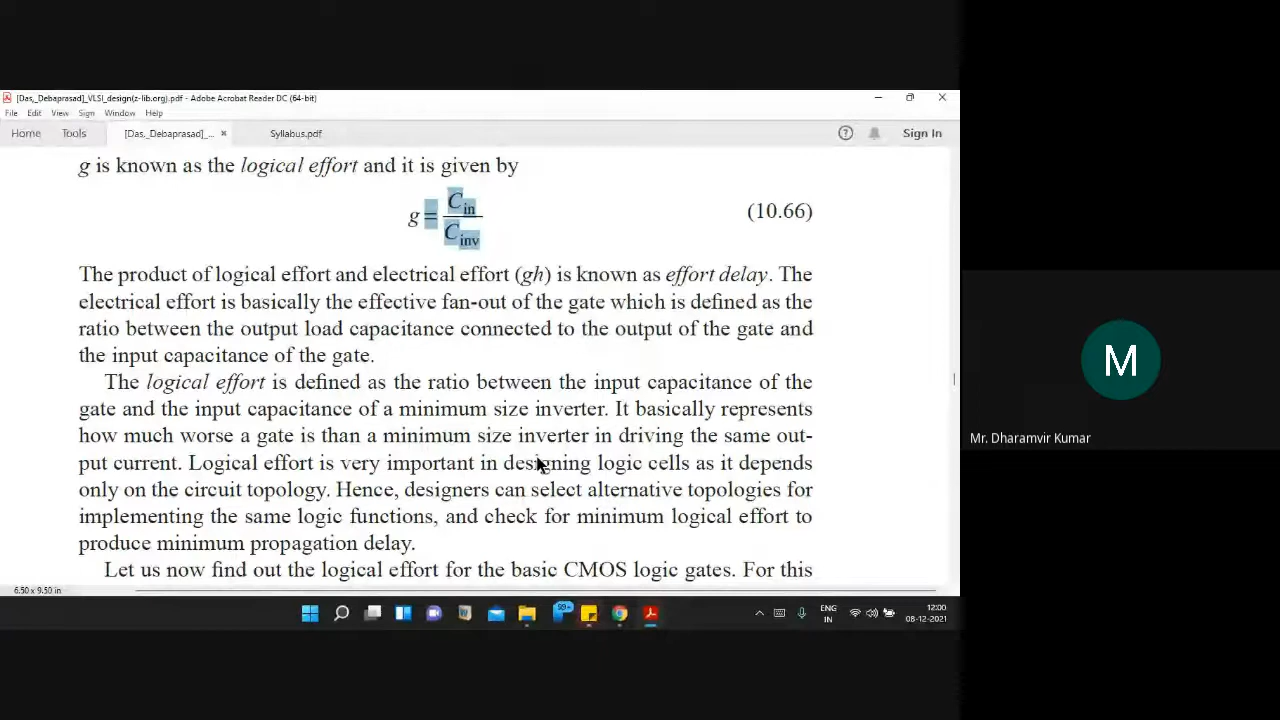 [Das,_Debaprasad]_VLSI_design(z-lib.org).pdf - Adobe Acrobat Reader DC (64-bit)
File Edit View Sign Window Help
Home Tools [Das,_Debaprasad]_... × Syllabus.pdf Sign In
g is known as the logical effort and it is given by
g = C_in / C_inv (10.66)
The product of logical effort and electrical effort (gh) is known as effort delay. The
electrical effort is basically the effective fan-out of the gate which is defined as the
ratio between the output load capacitance connected to the output of the gate and
the input capacitance of the gate.
The logical effort is defined as the ratio between the input capacitance of the
gate and the input capacitance of a minimum size inverter. It basically represents
how much worse a gate is than a minimum size inverter in driving the same out-
put current. Logical effort is very important in designing logic cells as it depends
only on the circuit topology. Hence, designers can select alternative topologies for
implementing the same logic functions, and check for minimum logical effort to
produce minimum propagation delay.
Let us now find out the logical effort for the basic CMOS logic gates. For this
6.50 x 9.50 in
99+
ENG
IN
12:00
08-12-2021
M
Mr. Dharamvir Kumar